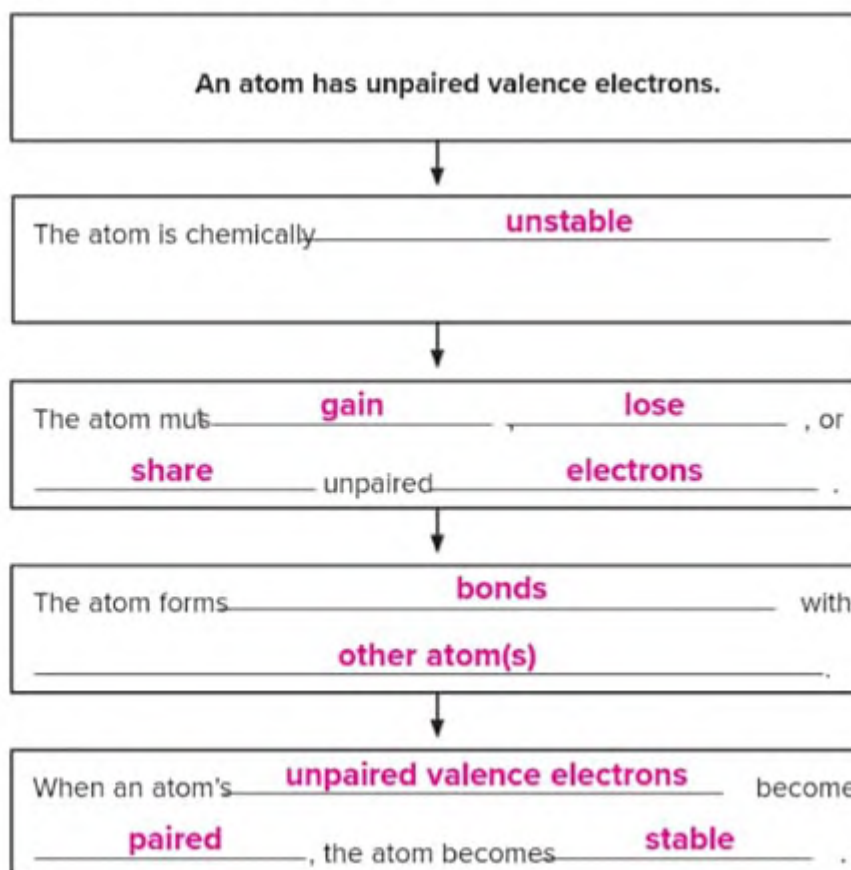 An atom has unpaired valence electrons.
The atom is chemically unstable
The atom mut gain , lose , or
share unpaired electrons .
The atom forms bonds with
other atom(s) .
When an atom's unpaired valence electrons become
paired , the atom becomes stable .